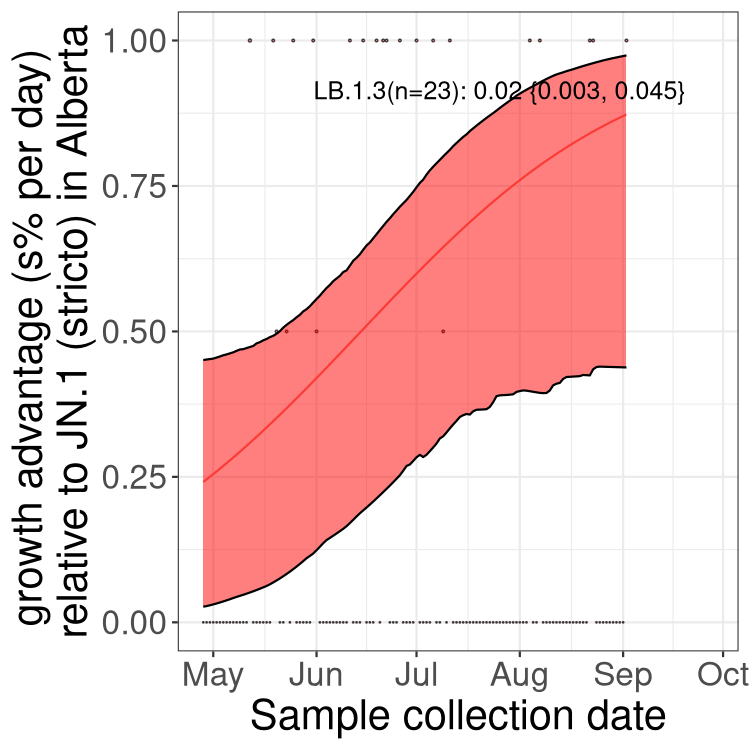 growth advantage (s% per day)
relative to JN.1 (stricto) in Alberta
1.00
0.75
0.50
0.25
0.00
LB.1.3(n=23): 0.02 {0.003, 0.045}
May Jun Jul Aug Sep Oct
Sample collection date